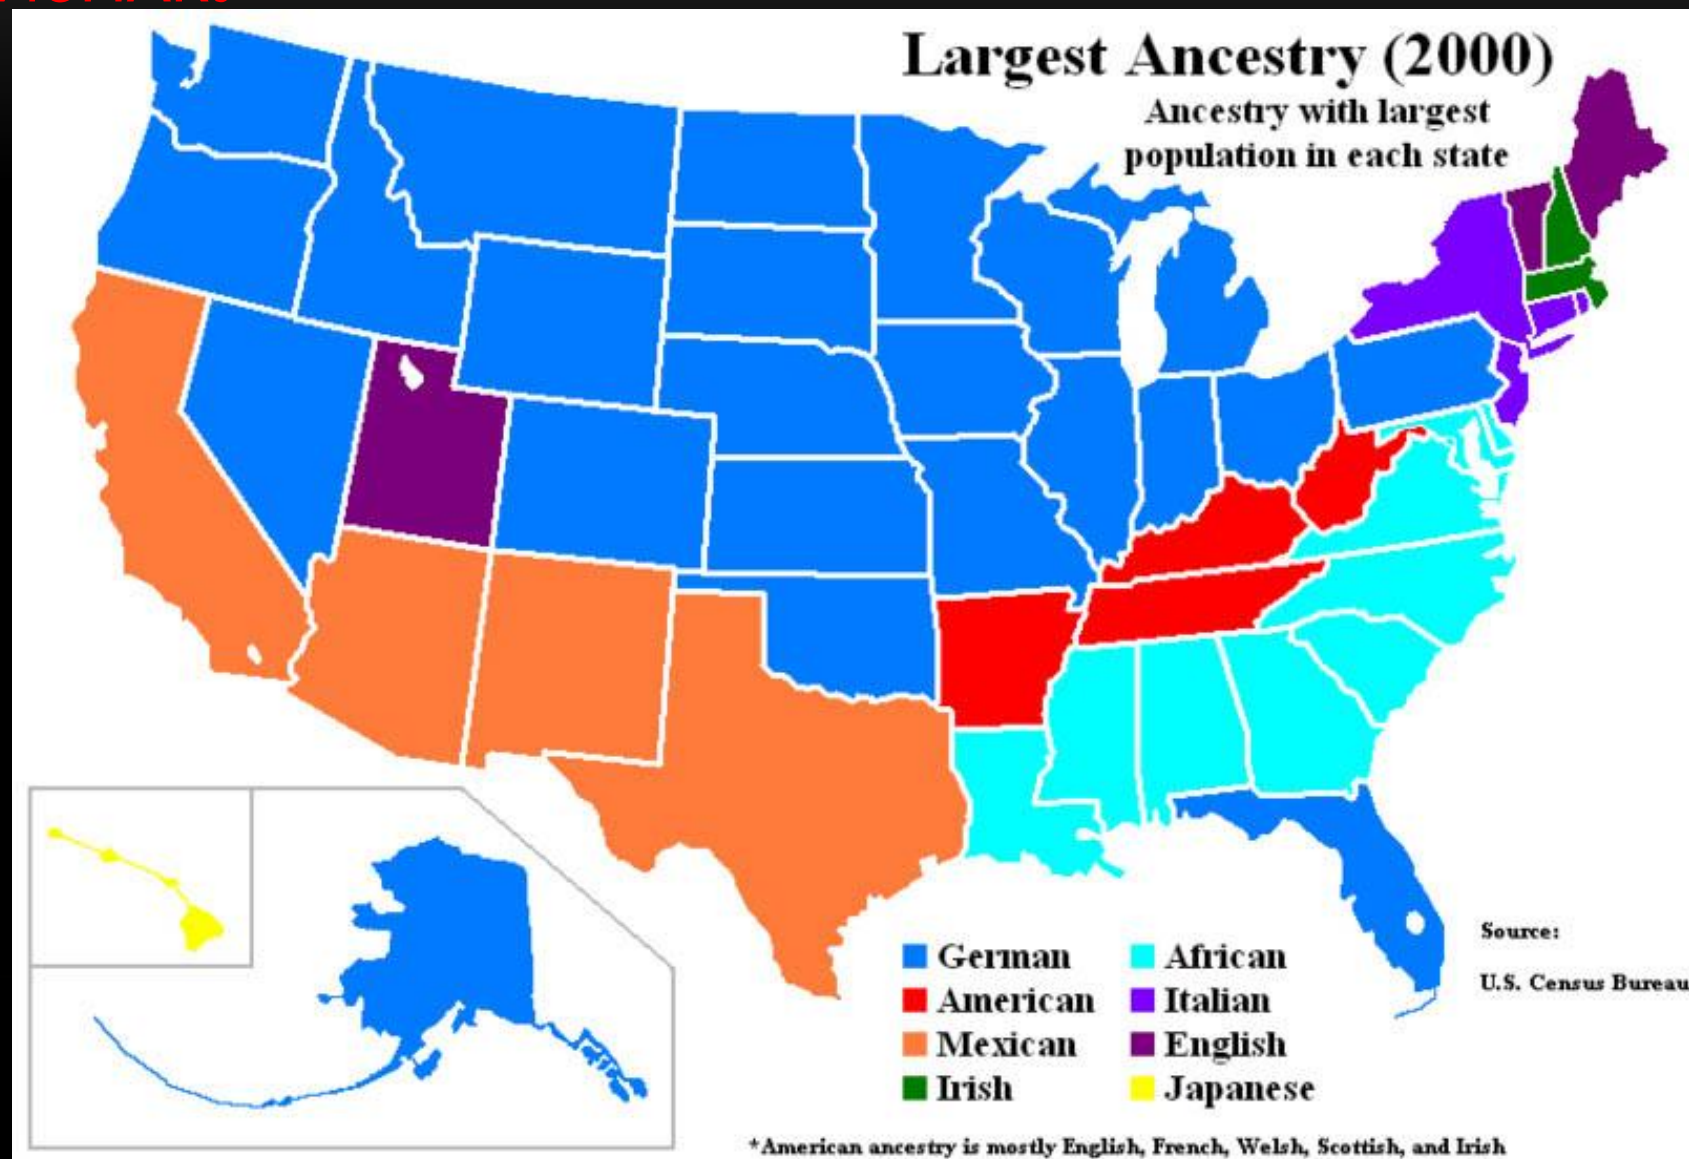 Largest Ancestry (2000)
Ancestry with largest
population in each state
Source:
U.S. Census Bureau
German
African
American
Italian
Mexican
English
Irish
Japanese
*American ancestry is mostly English, French, Welsh, Scottish, and Irish